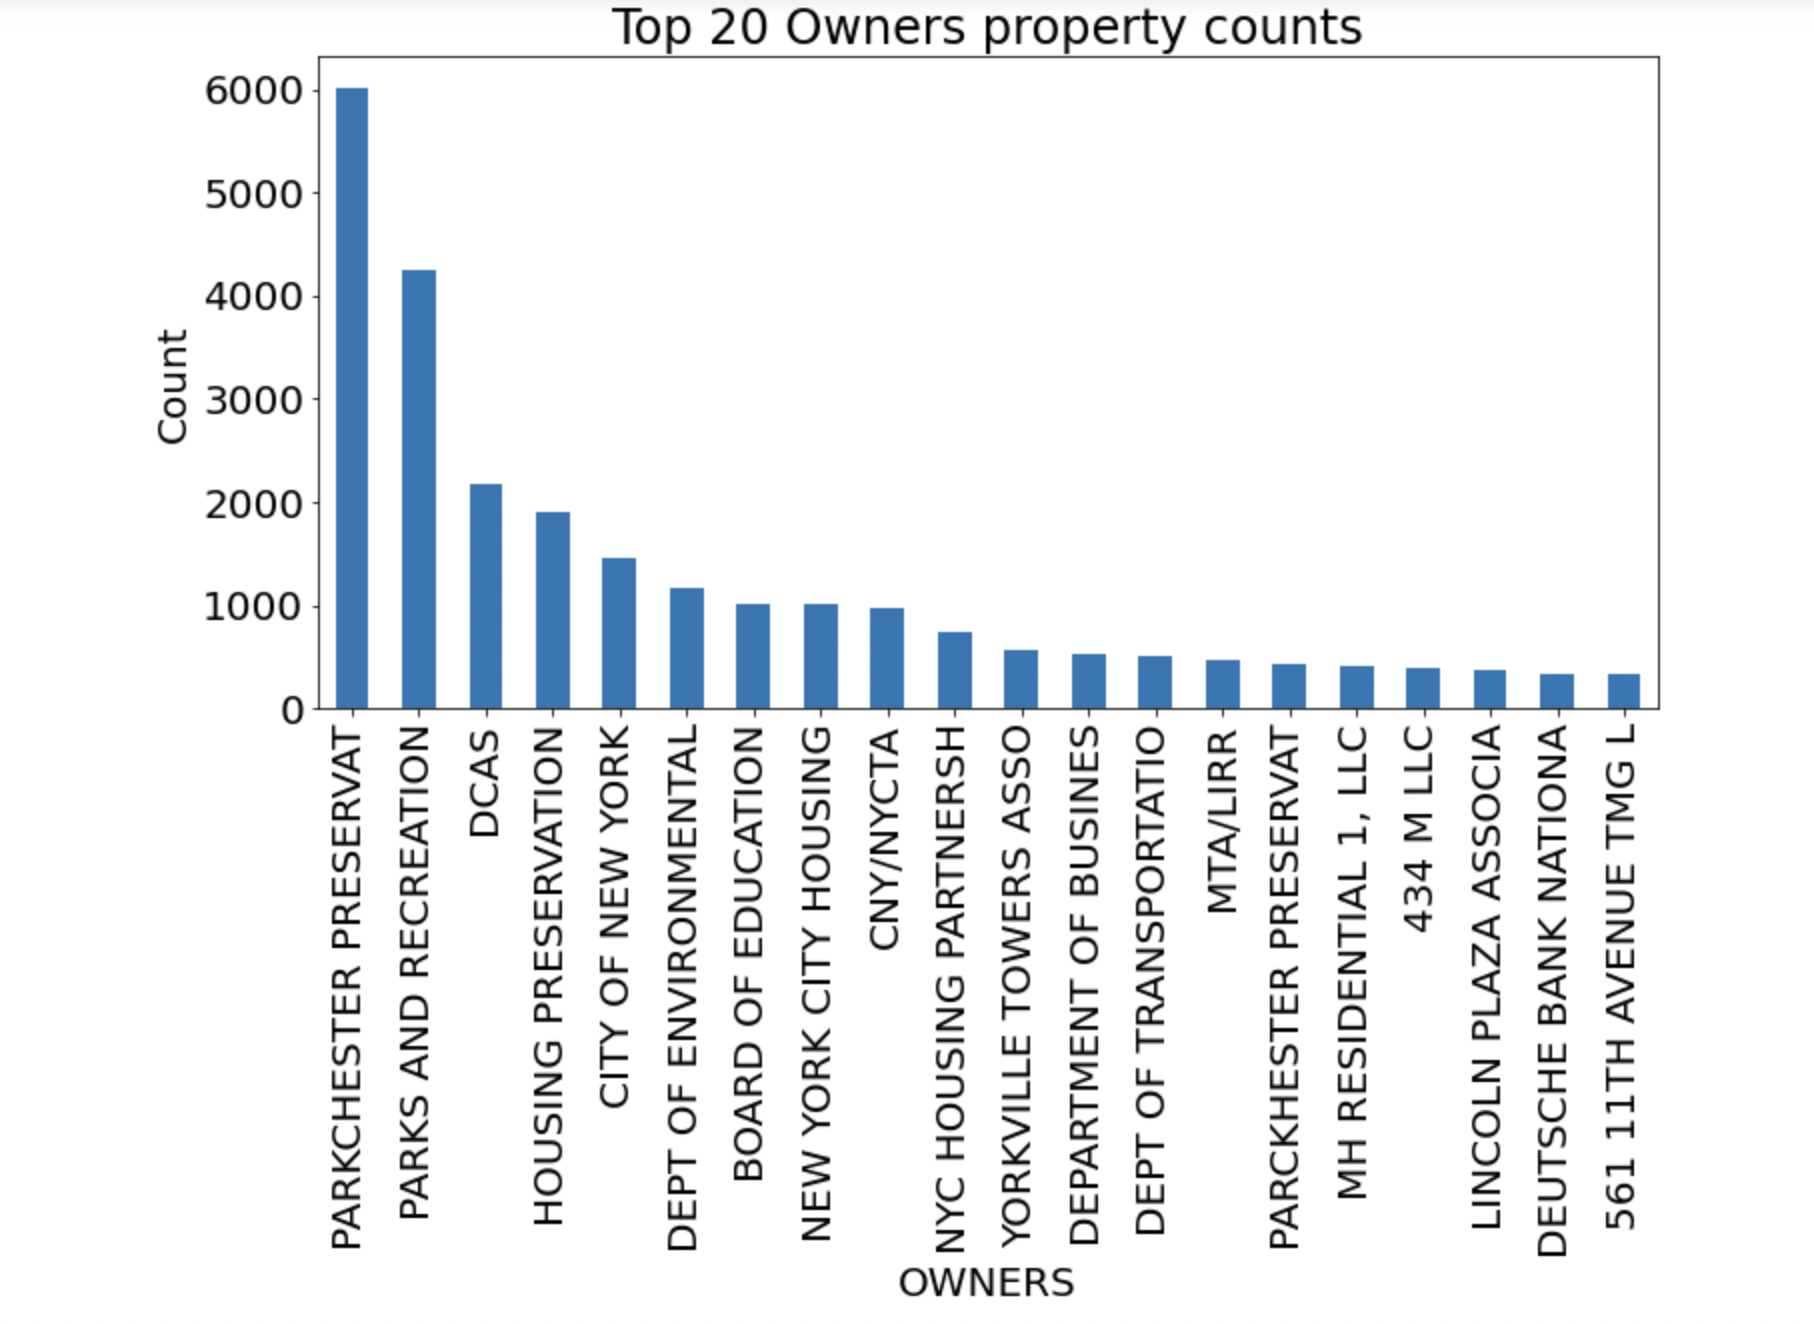 Top 20 Owners property counts
6000
5000
4000
3000
2000
1000
0
Count
PARKCHESTER PRESERVAT
PARKS AND RECREATION
DCAS
HOUSING PRESERVATION
CITY OF NEW YORK
DEPT OF ENVIRONMENTAL
BOARD OF EDUCATION
NEW YORK CITY HOUSING
CNY/NYCTA
NYC HOUSING PARTNERSH
YORKVILLE TOWERS ASSO
DEPARTMENT OF BUSINES
DEPT OF TRANSPORTATIO
MTA/LIRR
PARCKHESTER PRESERVAT
MH RESIDENTIAL 1, LLC
434 M LLC
LINCOLN PLAZA ASSOCIA
DEUTSCHE BANK NATIONA
561 11TH AVENUE TMG L
OWNERS